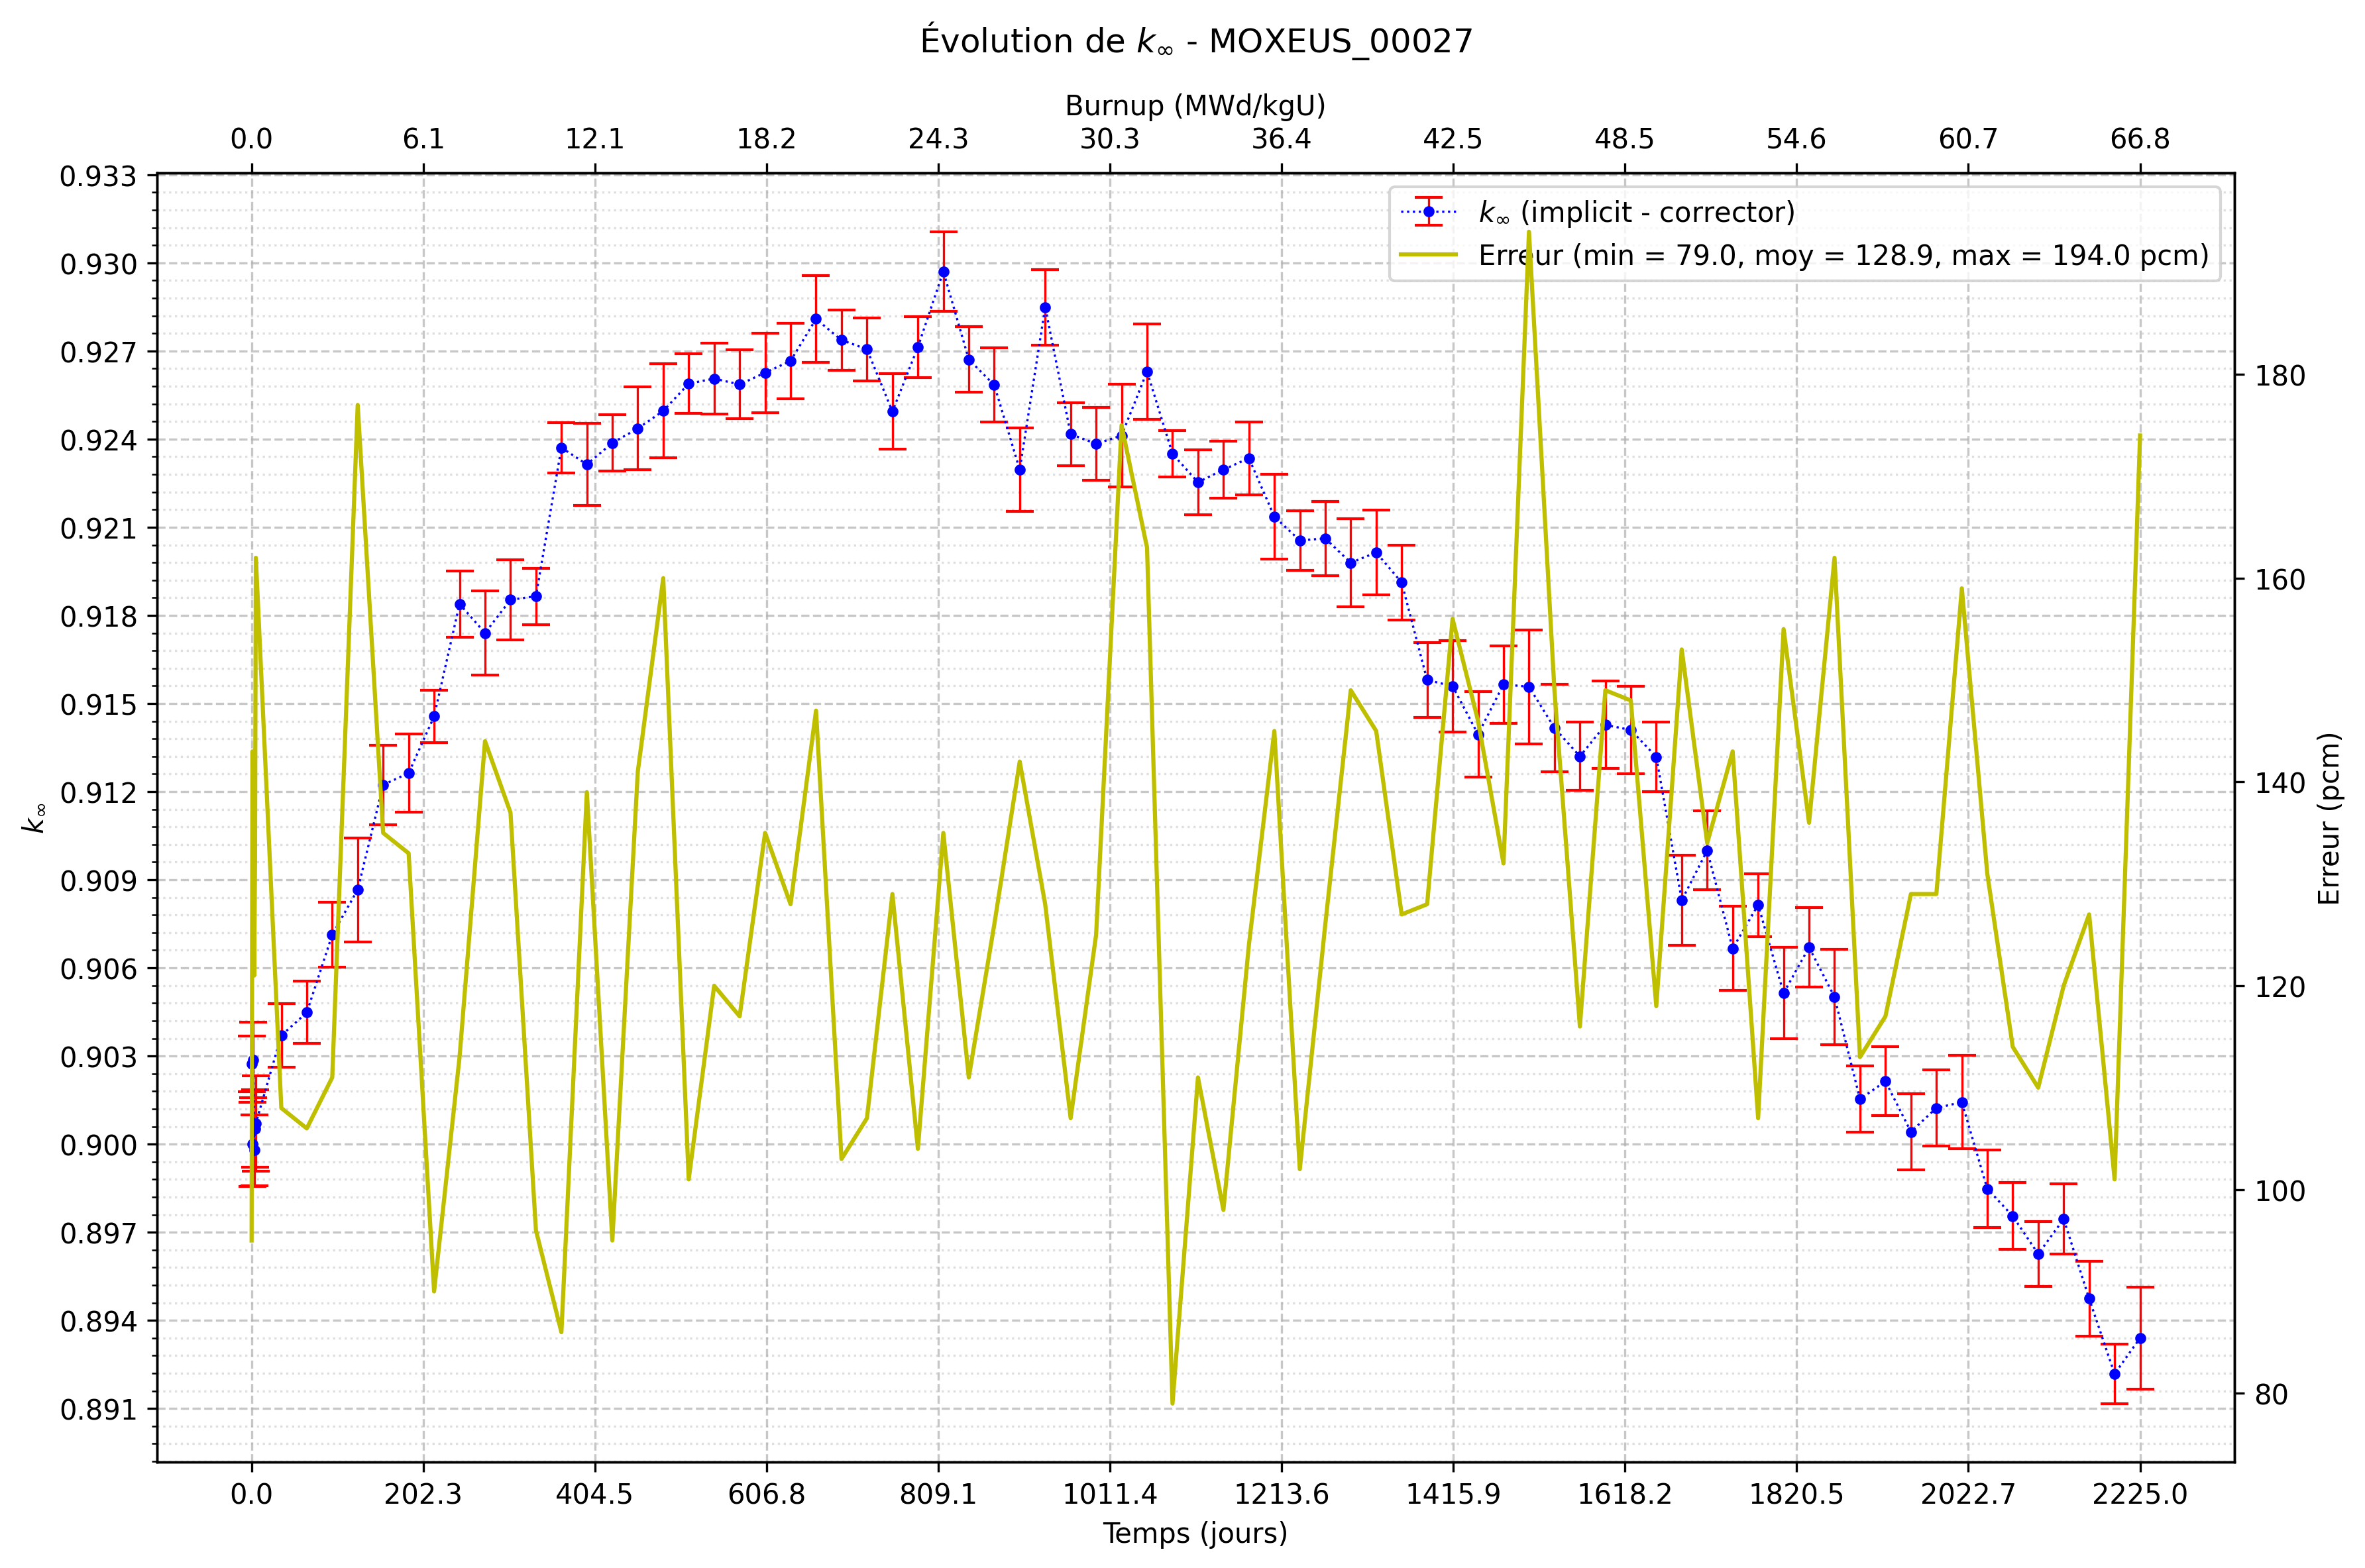 Évolution de k∞ - MOXEUS_00027
Burnup (MWd/kgU)
0.0 6.1 12.1 18.2 24.3 30.3 36.4 42.5 48.5 54.6 60.7 66.8
k∞ (implicit - corrector)
Erreur (min = 79.0, moy = 128.9, max = 194.0 pcm)
k∞
0.933
0.930
0.927
0.924
0.921
0.918
0.915
0.912
0.909
0.906
0.903
0.900
0.897
0.894
0.891
180
160
140
120
100
80
Erreur (pcm)
0.0 202.3 404.5 606.8 809.1 1011.4 1213.6 1415.9 1618.2 1820.5 2022.7 2225.0
Temps (jours)